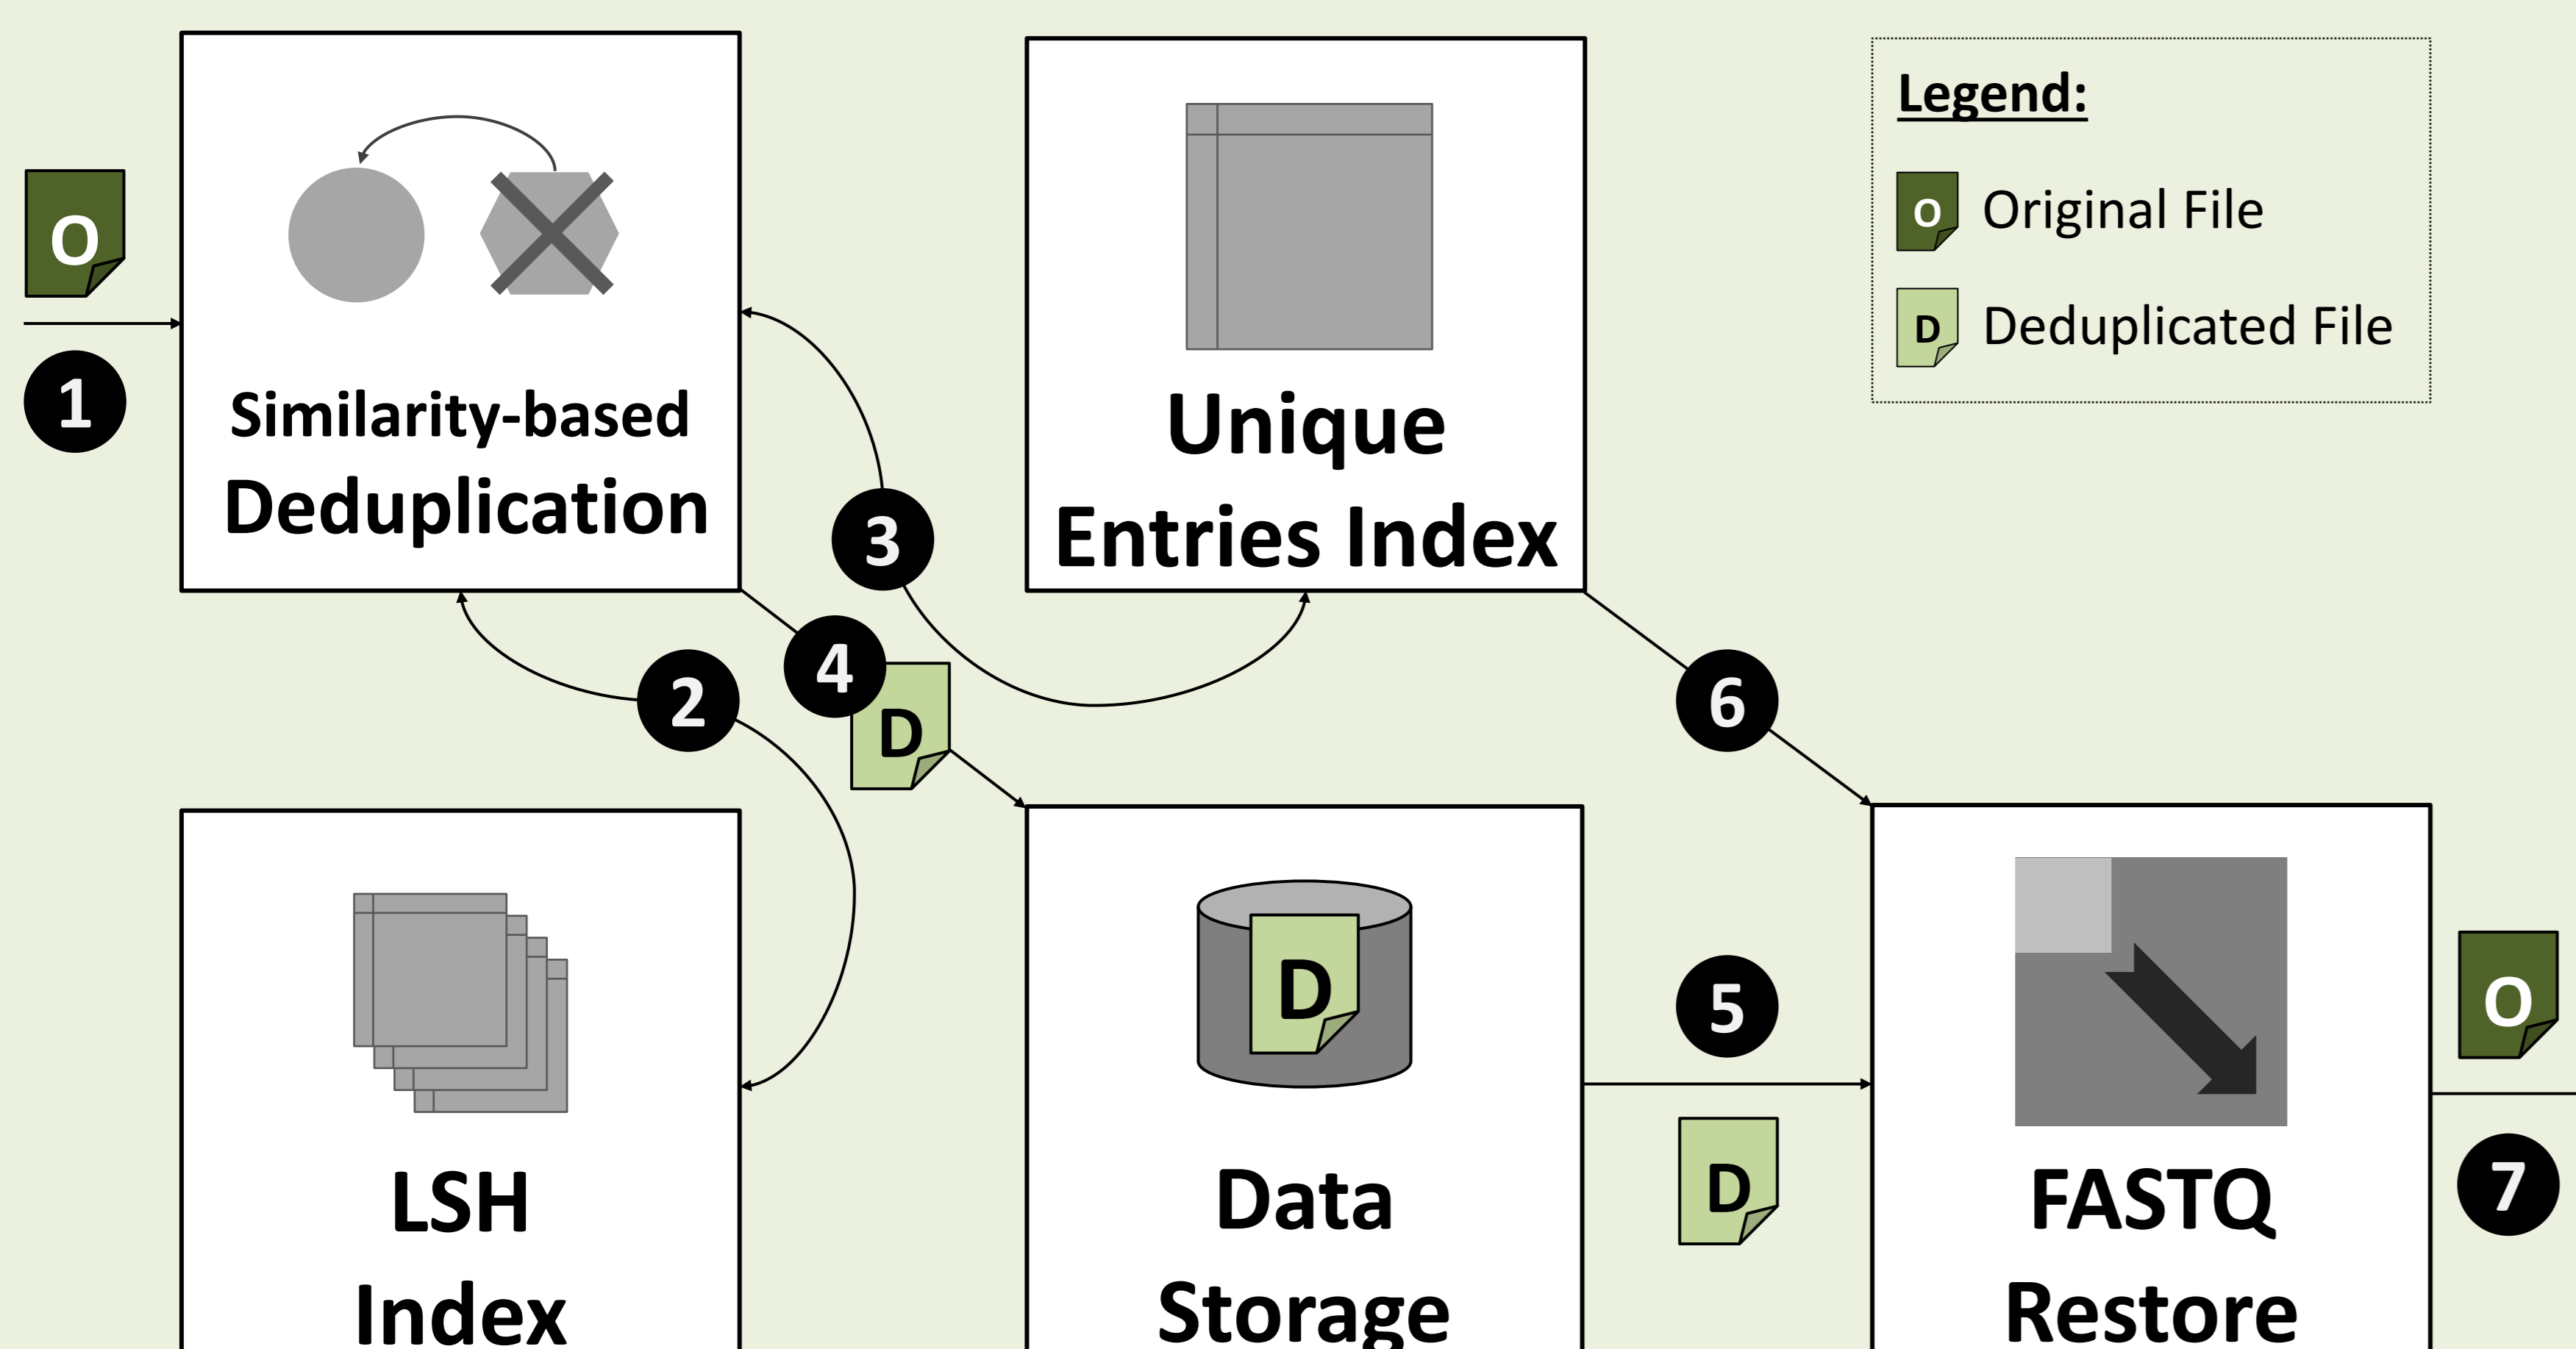 O
1
Similarity-based
Deduplication
Unique
Entries Index
Legend:
O Original File
D Deduplicated File
3
2
4
D
6
LSH
Index
D
Data
Storage
5
D
FASTQ
Restore
O
7